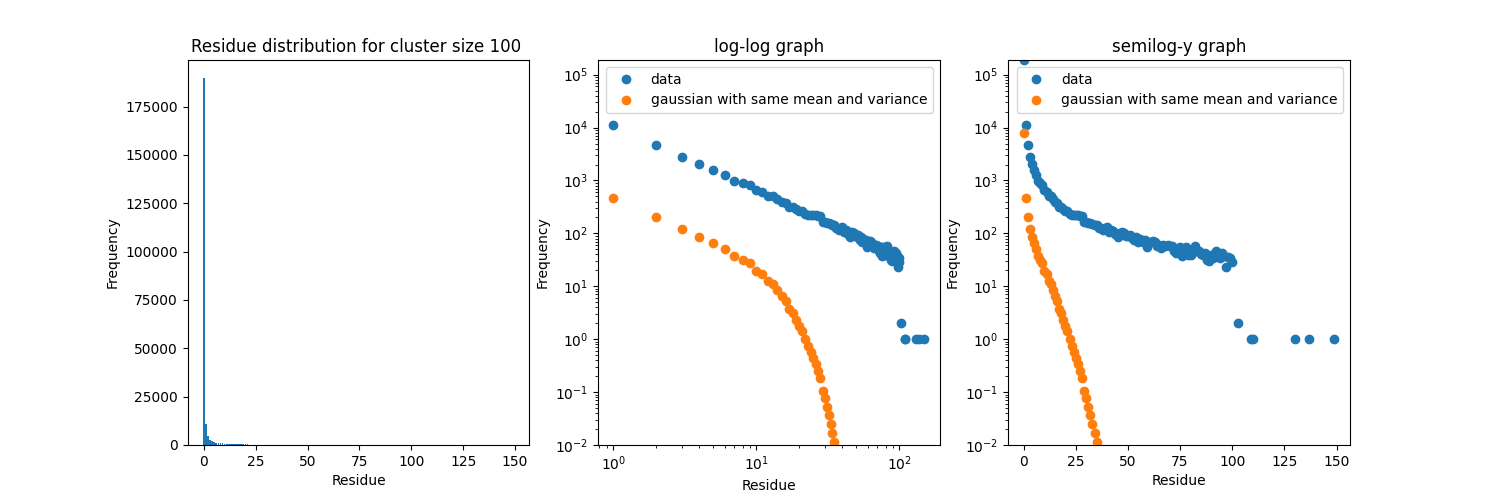 Residue distribution for cluster size 100
175000
150000
125000
100000
75000
50000
25000
0
0 25 50 75 100 125 150
Residue
Frequency
log-log graph
data
gaussian with same mean and variance
10^5
10^4
10^3
10^2
10^1
10^0
10^-1
10^-2
10^0 10^1 10^2
Residue
Frequency
semilog-y graph
data
gaussian with same mean and variance
10^5
10^4
10^3
10^2
10^1
10^0
10^-1
10^-2
0 25 50 75 100 125 150
Residue
Frequency